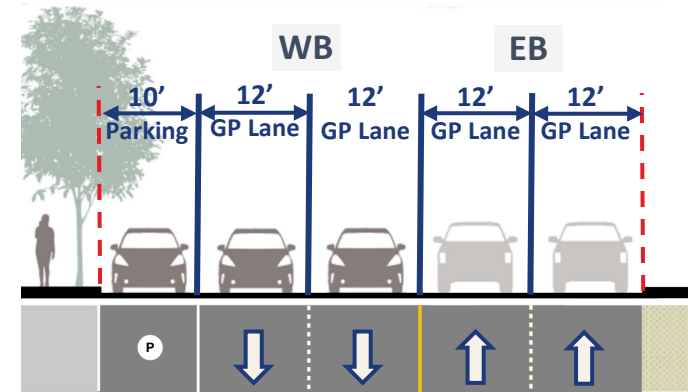 WB EB
10’ 12’ 12’ 12’ 12’
Parking GP Lane GP Lane GP Lane GP Lane
P